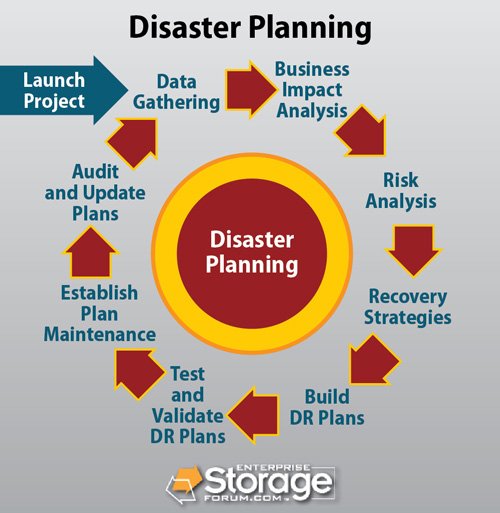 Disaster Planning
Launch
Project
Data
Gathering
Business
Impact
Analysis
Risk
Analysis
Recovery
Strategies
Build
DR Plans
Test
and
Validate
DR Plans
Establish
Plan
Maintenance
Audit
and Update
Plans
Disaster
Planning
ENTERPRISE
Storage
FORUM.COM™